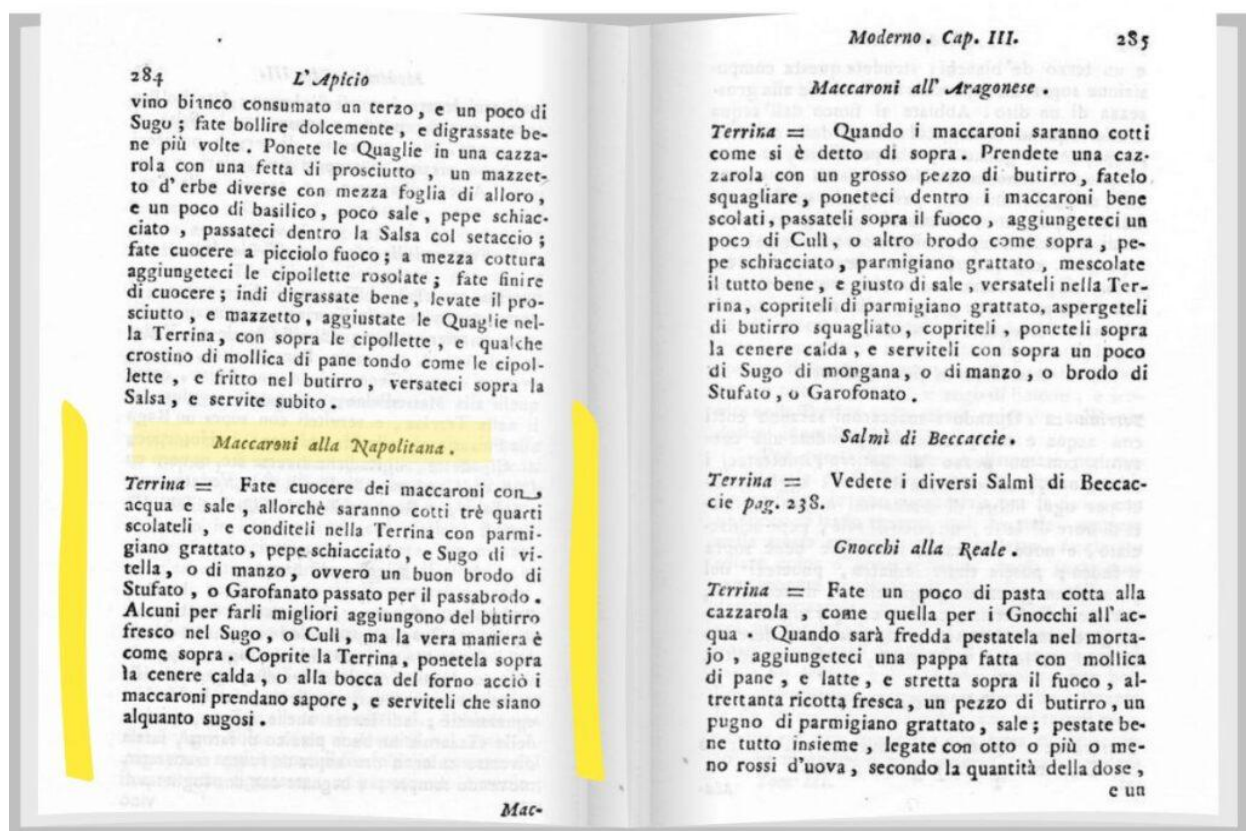 284 L'Apicio
vino bianco consumato un terzo, e un poco di
Sugo; fate bollire dolcemente, e digrassate be-
ne più volte. Ponete le Quaglie in una cazza-
rola con una fetta di prosciutto, un mazzet-
to d'erbe diverse con mezza foglia di alloro,
e un poco di basilico, poco sale, pepe schiac-
ciato, passateci dentro la Salsa col setaccio;
fate cuocere a picciolo fuoco; a mezza cottura
aggiungeteci le cipollette rosolate; fate finire
di cuocere; indi digrassate bene, levate il pro-
sciutto, e mazzetto, aggiustate le Quaglie nel-
la Terrina, con sopra le cipollette, e qualche
crostino di mollica di pane tondo come le cipol-
lette, e fritto nel butirro, versateci sopra la
Salsa, e servite subito.
Maccaroni alla Napolitana.
Terrina = Fate cuocere dei maccaroni con
acqua e sale, allorchè saranno cotti trè quarti
scolateli, e conditeli nella Terrina con parmi-
giano grattato, pepe schiacciato, e Sugo di vi-
tella, o di manzo, ovvero un buon brodo di
Stufato, o Garofanato passato per il passabrodo.
Alcuni per farli migliori aggiungono del butirro
fresco nel Sugo, o Culì, ma la vera maniera è
come sopra. Coprite la Terrina, ponetela sopra
la cenere calda, o alla bocca del forno acciò i
maccaroni prendano sapore, e serviteli che siano
alquanto sugosi.
Mac-
Moderno. Cap. III. 285
Maccaroni all' Aragonese.
Terrina = Quando i maccaroni saranno cotti
come si è detto di sopra. Prendete una caz-
zarola con un grosso pezzo di butirro, fatelo
squagliare, poneteci dentro i maccaroni bene
scolati, passateli sopra il fuoco, aggiungeteci un
poco di Culì, o altro brodo come sopra, pe-
pe schiacciato, parmigiano grattato, mescolate
il tutto bene, e giusto di sale, versateli nella Ter-
rina, copriteli di parmigiano grattato, aspergeteli
di butirro squagliato, copriteli, poneteli sopra
la cenere calda, e serviteli con sopra un poco
di Sugo di mongana, o di manzo, o brodo di
Stufato, o Garofonato.
Salmì di Beccaccie.
Terrina = Vedete i diversi Salmì di Beccac-
cie pag. 238.
Gnocchi alla Reale.
Terrina = Fate un poco di pasta cotta alla
cazzarola, come quella per i Gnocchi all'ac-
qua. Quando sarà fredda pestatela nel morta-
jo, aggiungeteci una pappa fatta con mollica
di pane, e latte, e stretta sopra il fuoco, al-
trettanta ricotta fresca, un pezzo di butirro, un
pugno di parmigiano grattato, sale; pestate be-
ne tutto insieme, legate con otto o più o me-
no rossi d'uova, secondo la quantità della dose,
e un